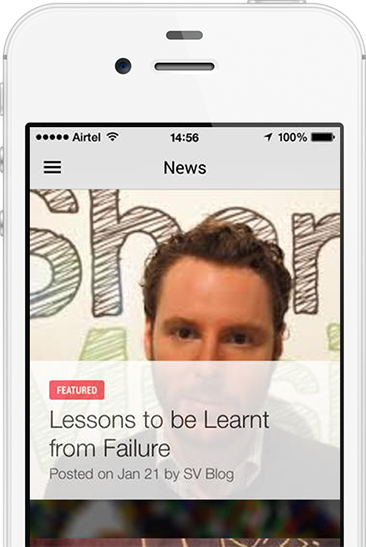 Airtel
14:56
100%
News
FEATURED
Lessons to be Learnt
from Failure
Posted on Jan 21 by SV Blog